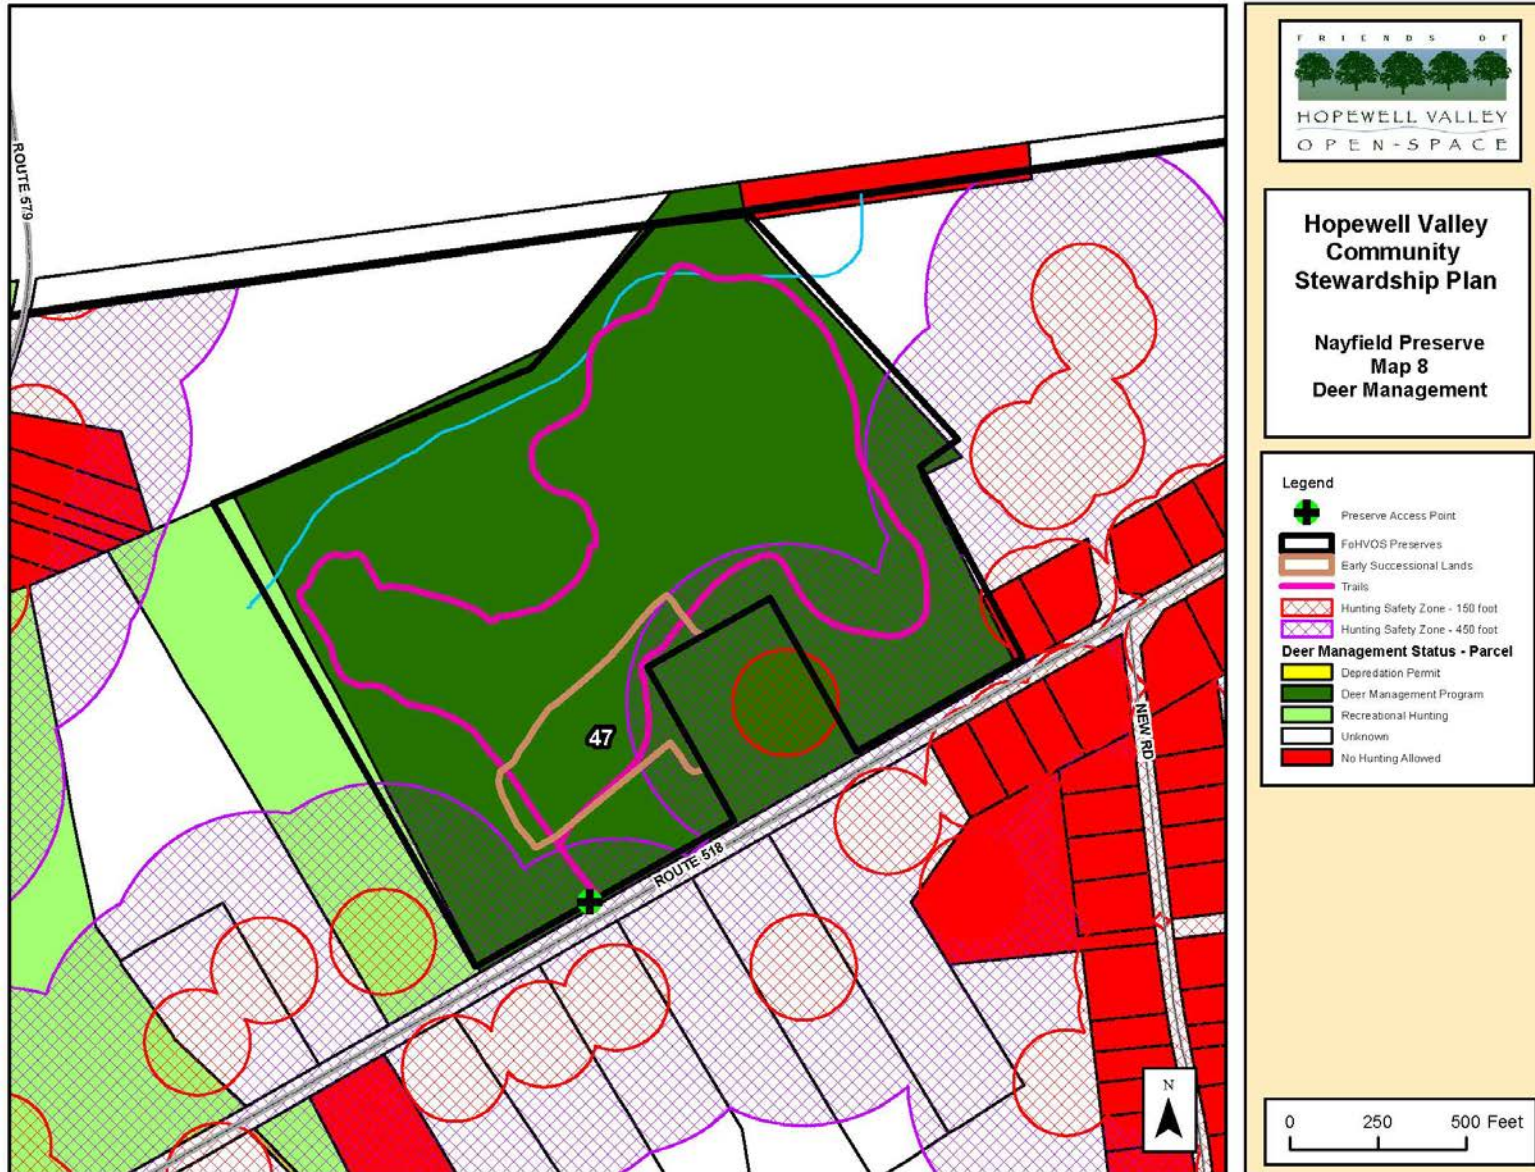 ROUTE 579
47
ROUTE 518
NEW RD
N
FRIENDS OF
HOPEWELL VALLEY
OPEN-SPACE
Hopewell Valley
Community
Stewardship Plan
Nayfield Preserve
Map 8
Deer Management
Legend
Preserve Access Point
FoHVOS Preserves
Early Successional Lands
Trails
Hunting Safety Zone - 150 foot
Hunting Safety Zone - 450 foot
Deer Management Status - Parcel
Depredation Permit
Deer Management Program
Recreational Hunting
Unknown
No Hunting Allowed
0 250 500 Feet